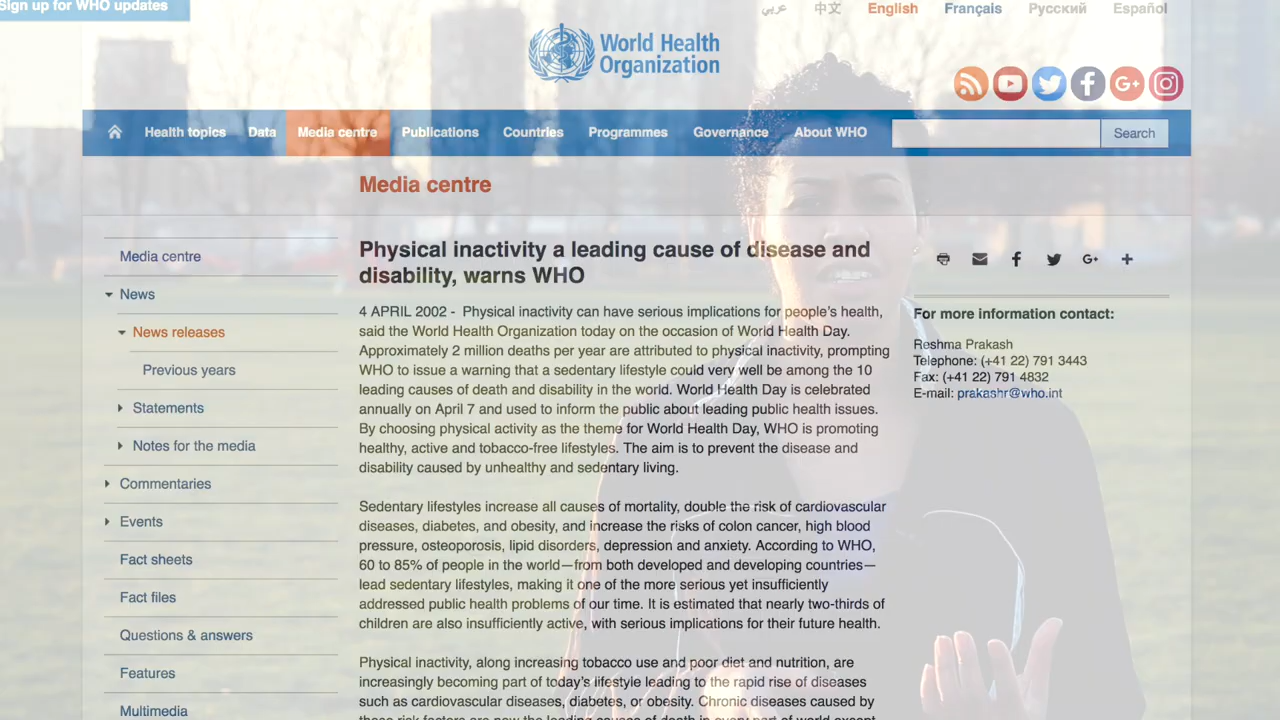 Sign up for WHO updates
عربي 中文 English Français Русский Español
World Health
Organization
Health topics Data Media centre Publications Countries Programmes Governance About WHO Search
Media centre
Media centre
News
News releases
Previous years
Statements
Notes for the media
Commentaries
Events
Fact sheets
Fact files
Questions & answers
Features
Multimedia
Physical inactivity a leading cause of disease and
disability, warns WHO
4 APRIL 2002 - Physical inactivity can have serious implications for people's health,
said the World Health Organization today on the occasion of World Health Day.
Approximately 2 million deaths per year are attributed to physical inactivity, prompting
WHO to issue a warning that a sedentary lifestyle could very well be among the 10
leading causes of death and disability in the world. World Health Day is celebrated
annually on April 7 and used to inform the public about leading public health issues.
By choosing physical activity as the theme for World Health Day, WHO is promoting
healthy, active and tobacco-free lifestyles. The aim is to prevent the disease and
disability caused by unhealthy and sedentary living.
Sedentary lifestyles increase all causes of mortality, double the risk of cardiovascular
diseases, diabetes, and obesity, and increase the risks of colon cancer, high blood
pressure, osteoporosis, lipid disorders, depression and anxiety. According to WHO,
60 to 85% of people in the world—from both developed and developing countries—
lead sedentary lifestyles, making it one of the more serious yet insufficiently
addressed public health problems of our time. It is estimated that nearly two-thirds of
children are also insufficiently active, with serious implications for their future health.
Physical inactivity, along increasing tobacco use and poor diet and nutrition, are
increasingly becoming part of today's lifestyle leading to the rapid rise of diseases
such as cardiovascular diseases, diabetes, or obesity. Chronic diseases caused by
these risk factors are now the leading causes of death in every part of world except
For more information contact:
Reshma Prakash
Telephone: (+41 22) 791 3443
Fax: (+41 22) 791 4832
E-mail: prakashr@who.int